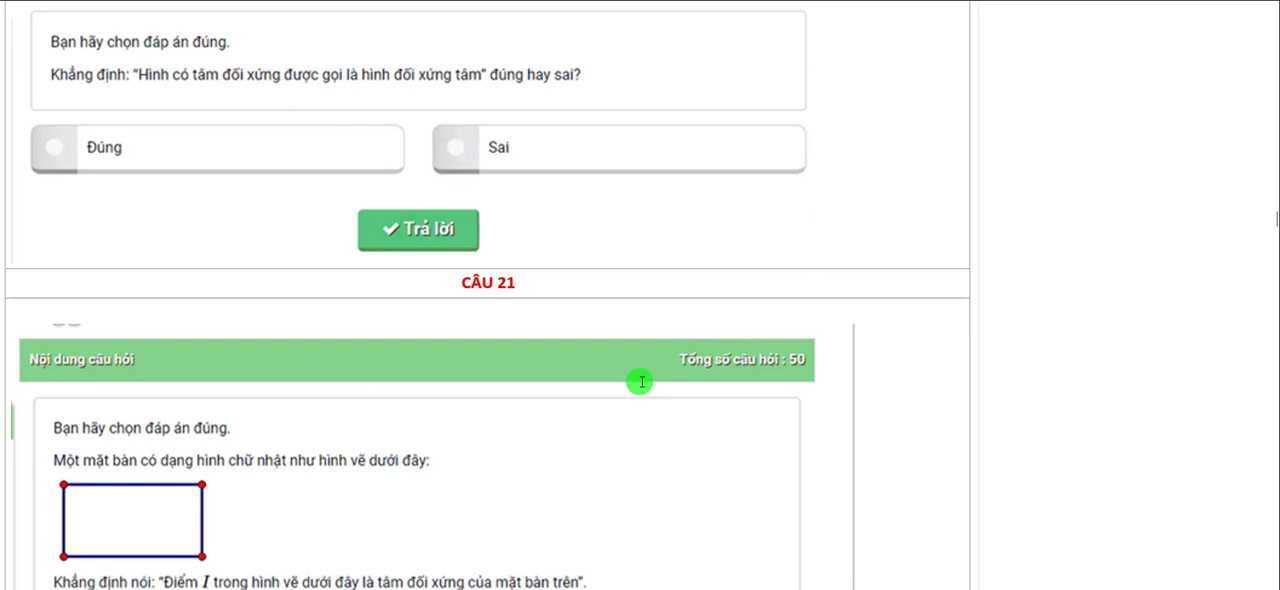 Bạn hãy chọn đáp án đúng.
Khẳng định: "Hình có tâm đối xứng được gọi là hình đối xứng tâm" đúng hay sai?
Đúng
Sai
Trả lời
CÂU 21
Nội dung câu hỏi
Tổng số câu hỏi : 50
Bạn hãy chọn đáp án đúng.
Một mặt bàn có dạng hình chữ nhật như hình vẽ dưới đây:
Khẳng định nói: "Điểm I trong hình vẽ dưới đây là tâm đối xứng của mặt bàn trên".